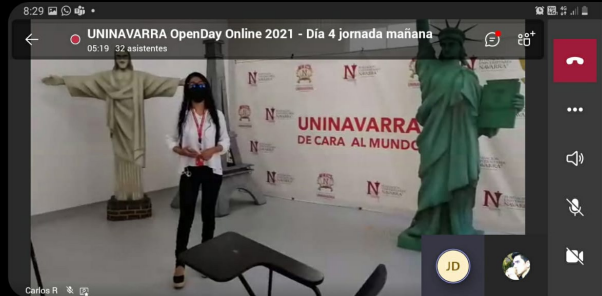 8:29
UNINAVARRA OpenDay Online 2021 - Día 4 jornada mañana
05:19 32 asistentes
UNINAVARRA
DE CARA AL MUNDO
N
N
N
N
N
JD
Carlos R